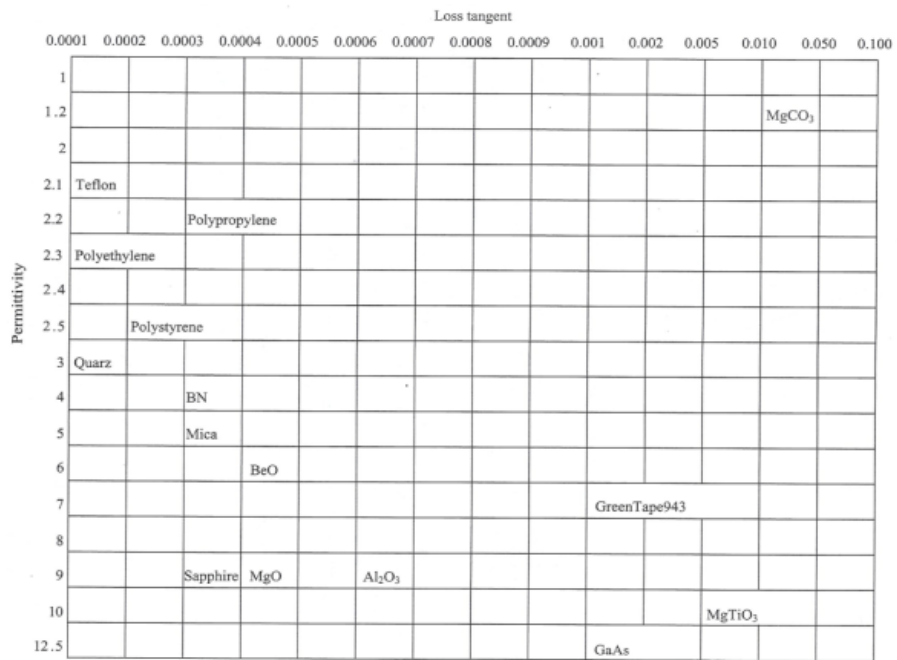 Loss tangent
0.0001 0.0002 0.0003 0.0004 0.0005 0.0006 0.0007 0.0008 0.0009 0.001 0.002 0.005 0.010 0.050 0.100
Permittivity
1
1.2 MgCO₃
2
2.1 Teflon
2.2 Polypropylene
2.3 Polyethylene
2.4
2.5 Polystyrene
3 Quarz
4 BN
5 Mica
6 BeO
7 GreenTape943
8
9 Sapphire MgO Al₂O₃
10 MgTiO₃
12.5 GaAs